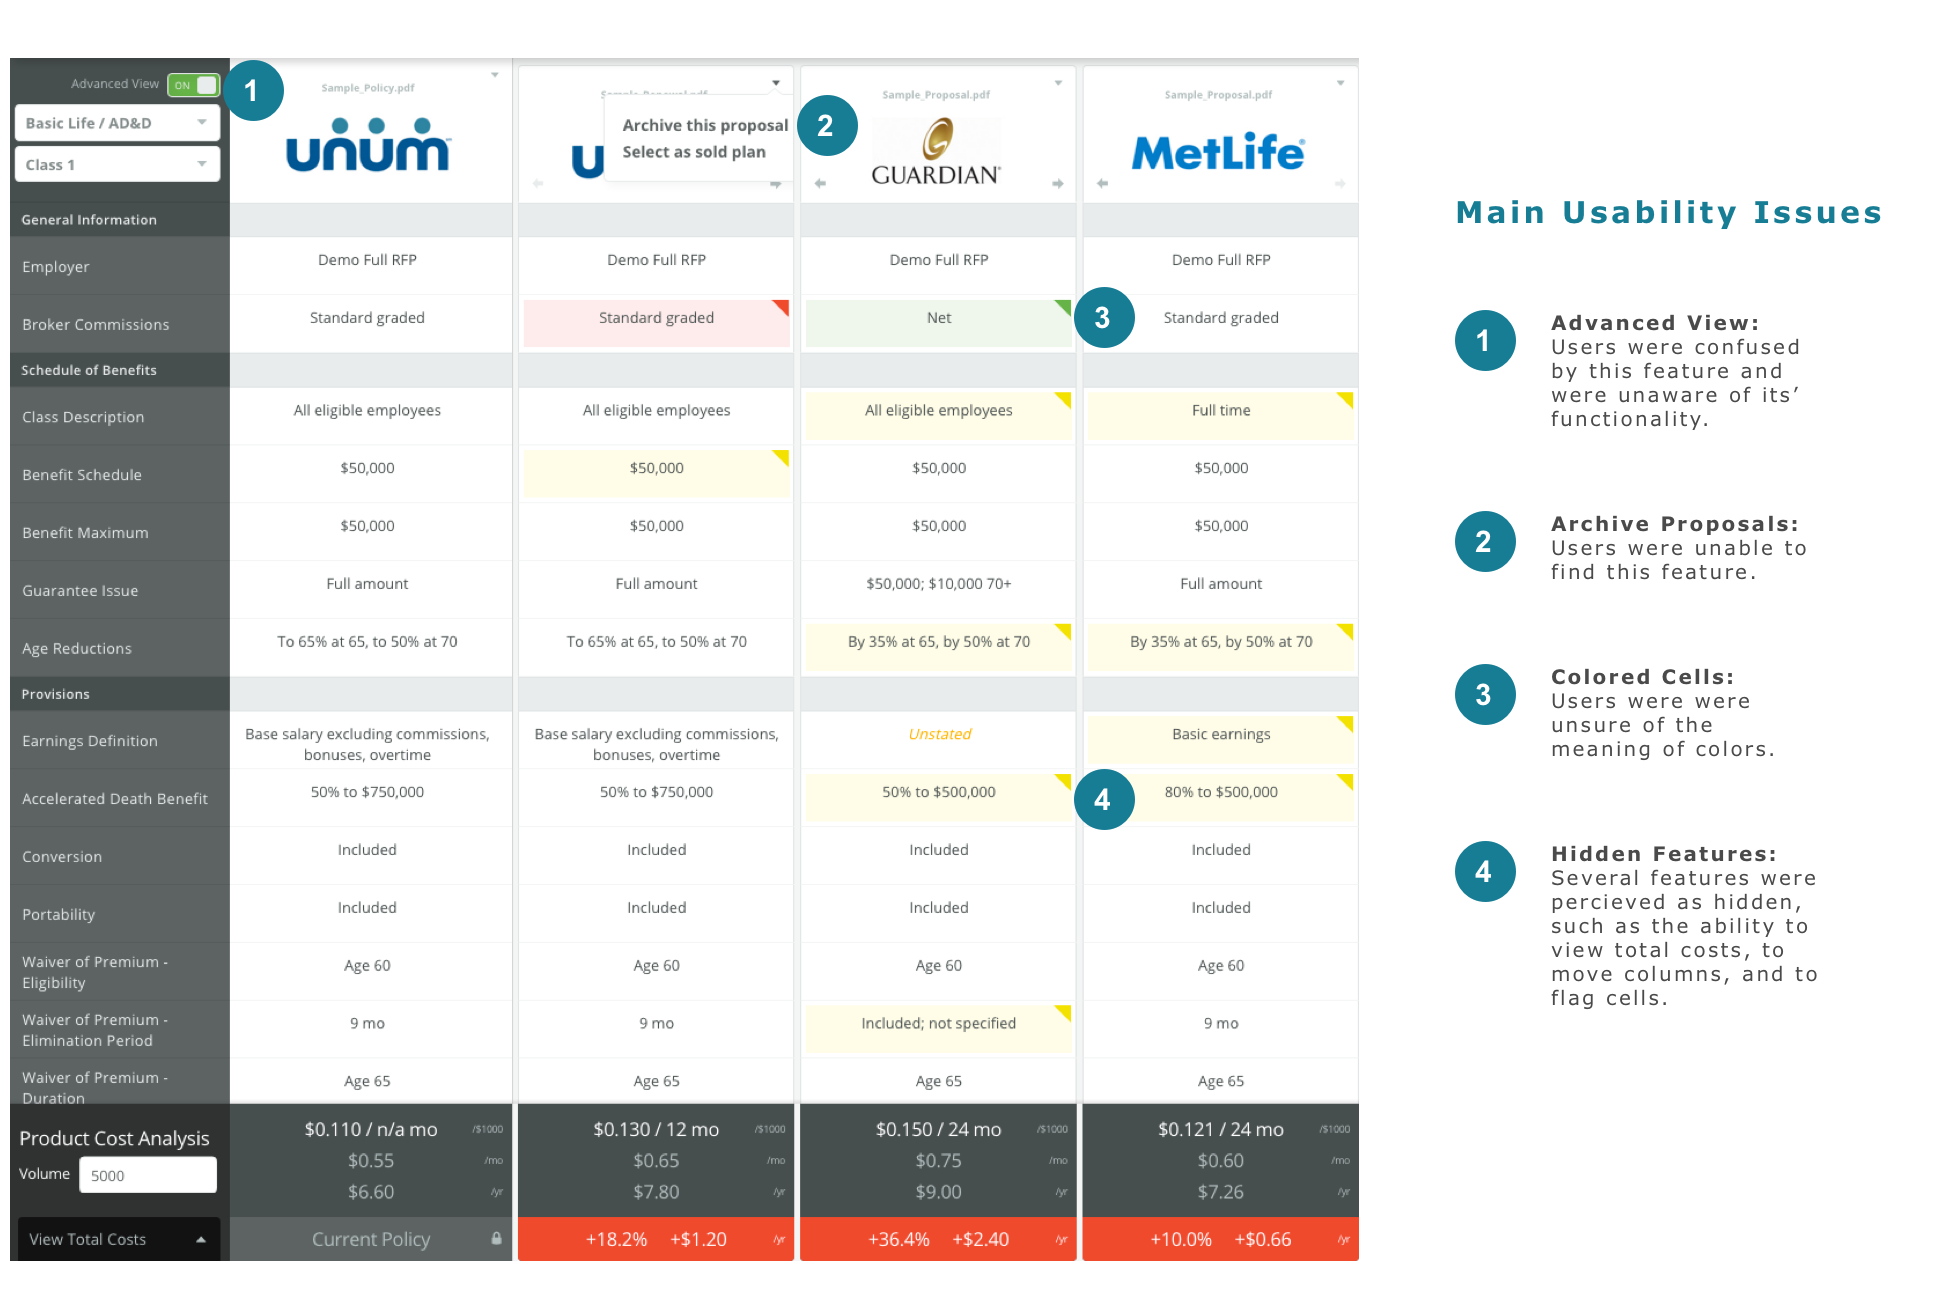 Advanced View ON
Basic Life / AD&D
Class 1
1
Sample_Policy.pdf
unum
U
Archive this proposal
Select as sold plan
2
Sample_Proposal.pdf
GUARDIAN
Sample_Proposal.pdf
MetLife
General Information
Employer
Demo Full RFP
Demo Full RFP
Demo Full RFP
Demo Full RFP
Broker Commissions
Standard graded
Standard graded
Net
3
Standard graded
Schedule of Benefits
Class Description
All eligible employees
All eligible employees
All eligible employees
Full time
Benefit Schedule
$50,000
$50,000
$50,000
$50,000
Benefit Maximum
$50,000
$50,000
$50,000
$50,000
Guarantee Issue
Full amount
Full amount
$50,000; $10,000 70+
Full amount
Age Reductions
To 65% at 65, to 50% at 70
To 65% at 65, to 50% at 70
By 35% at 65, by 50% at 70
By 35% at 65, by 50% at 70
Provisions
Earnings Definition
Base salary excluding commissions,
bonuses, overtime
Base salary excluding commissions,
bonuses, overtime
Unstated
Basic earnings
Accelerated Death Benefit
50% to $750,000
50% to $750,000
50% to $500,000
4
80% to $500,000
Conversion
Included
Included
Included
Included
Portability
Included
Included
Included
Included
Waiver of Premium -
Eligibility
Age 60
Age 60
Age 60
Age 60
Waiver of Premium -
Elimination Period
9 mo
9 mo
Included; not specified
9 mo
Waiver of Premium -
Duration
Age 65
Age 65
Age 65
Age 65
Product Cost Analysis
Volume 5000
View Total Costs
$0.110 / n/a mo /$1000
$0.55 /mo
$6.60 /yr
Current Policy
$0.130 / 12 mo /$1000
$0.65 /mo
$7.80 /yr
+18.2% +$1.20 /yr
$0.150 / 24 mo /$1000
$0.75 /mo
$9.00 /yr
+36.4% +$2.40 /yr
$0.121 / 24 mo /$1000
$0.60 /mo
$7.26 /yr
+10.0% +$0.66 /yr
Main Usability Issues
1
Advanced View:
Users were confused
by this feature and
were unaware of its’
functionality.
2
Archive Proposals:
Users were unable to
find this feature.
3
Colored Cells:
Users were were
unsure of the
meaning of colors.
4
Hidden Features:
Several features were
percieved as hidden,
such as the ability to
view total costs, to
move columns, and to
flag cells.